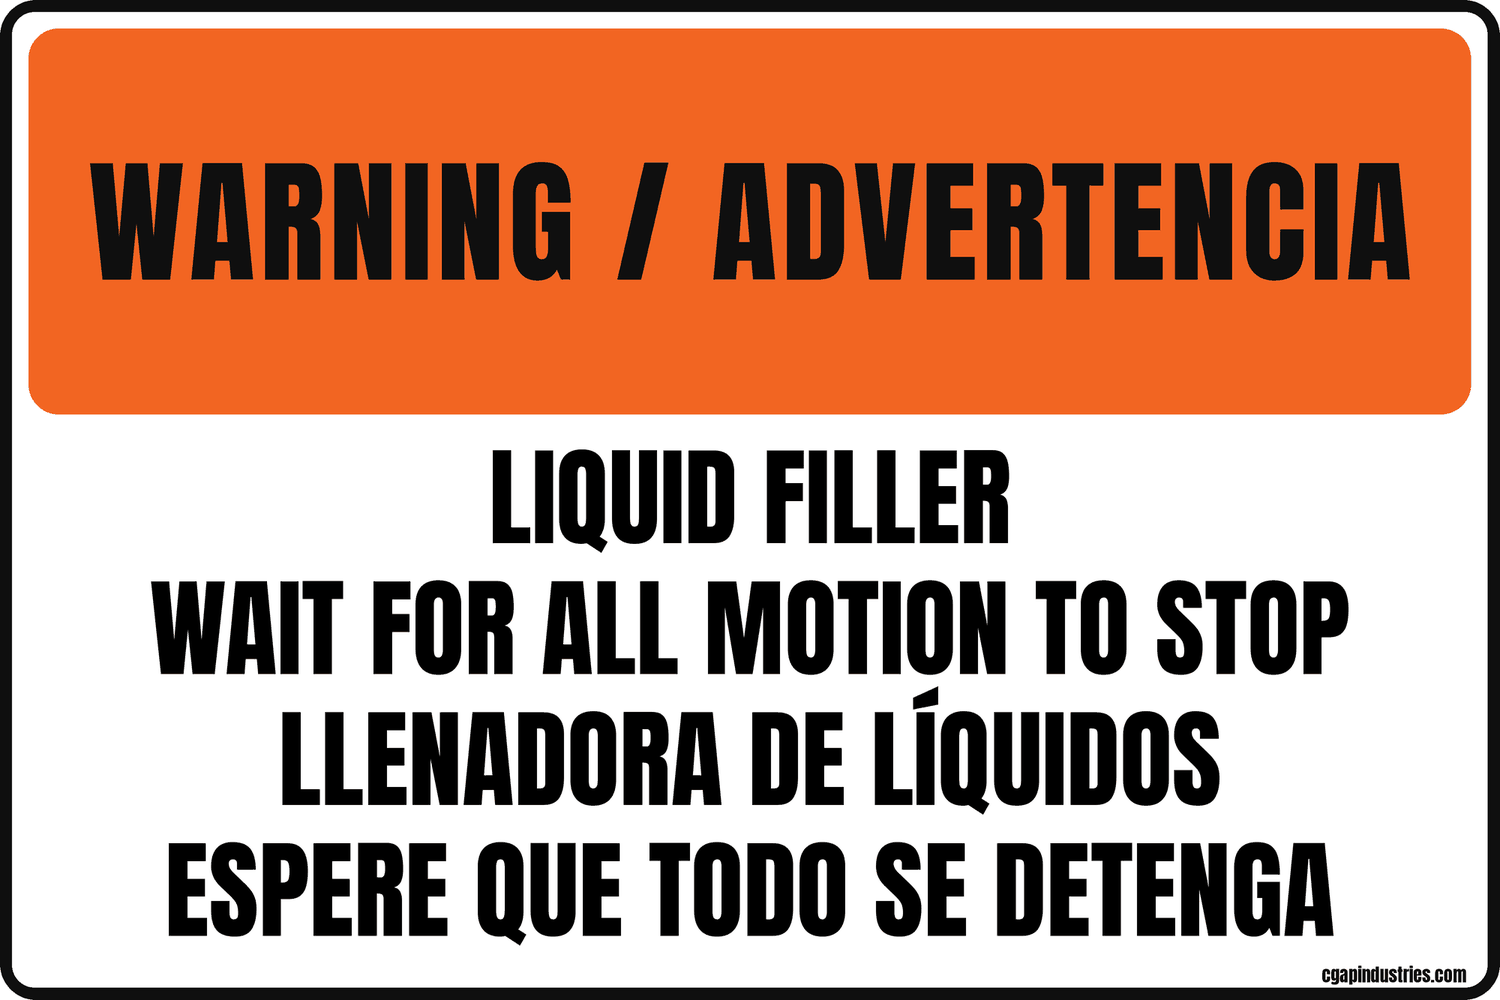 WARNING / ADVERTENCIA
LIQUID FILLER
WAIT FOR ALL MOTION TO STOP
LLENADORA DE LÍQUIDOS
ESPERE QUE TODO SE DETENGA
cgapindustries.com